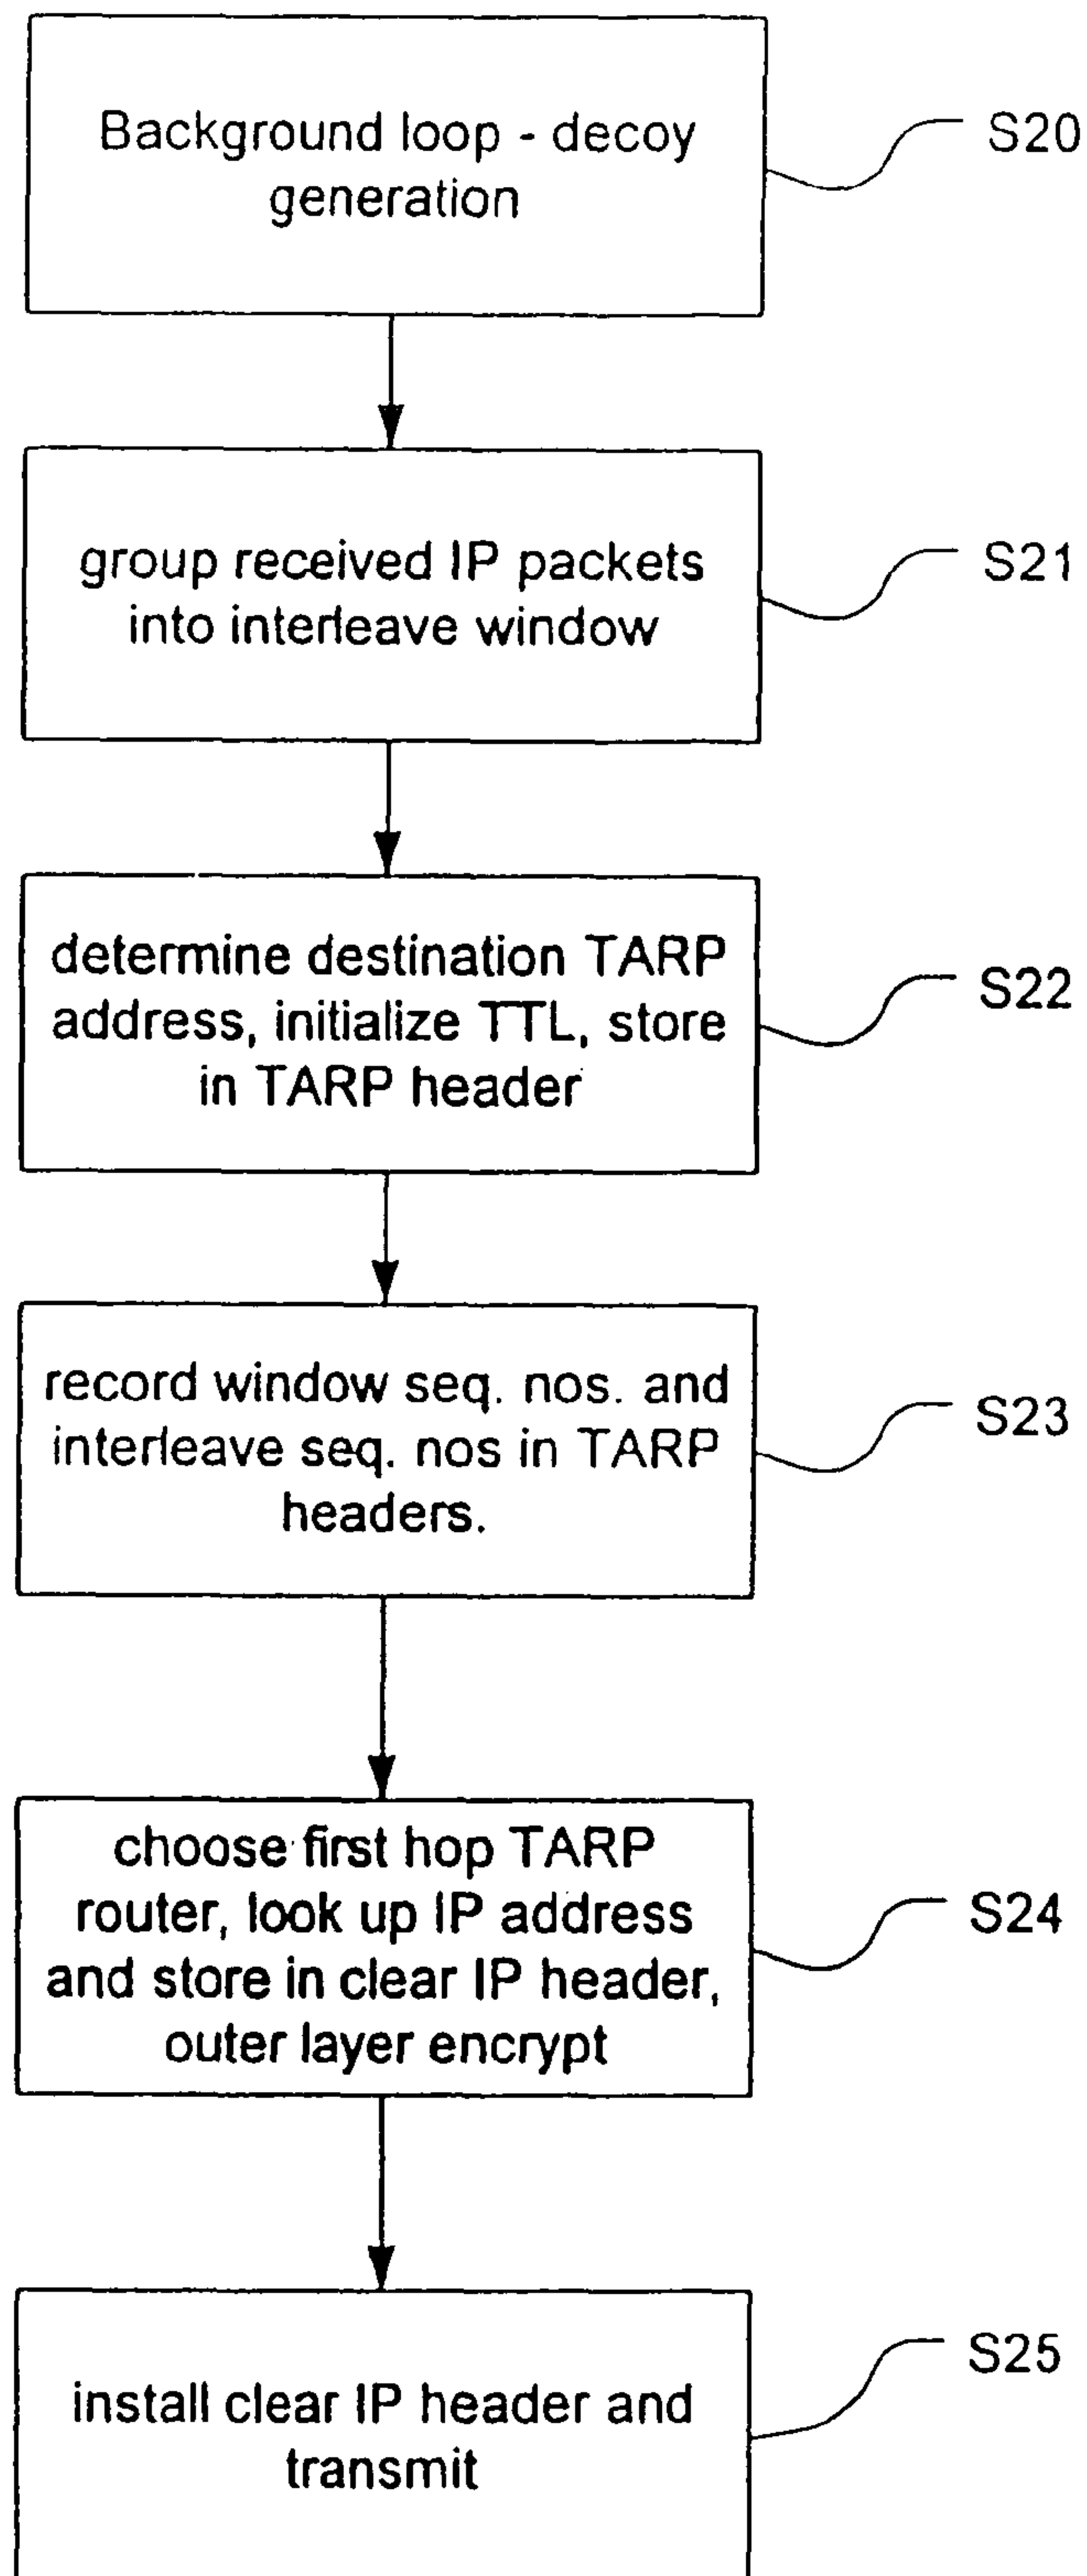 Background loop - decoy
generation
S20
group received IP packets
into interleave window
S21
determine destination TARP
address, initialize TTL, store
in TARP header
S22
record window seq. nos. and
interleave seq. nos in TARP
headers.
S23
choose first hop TARP
router, look up IP address
and store in clear IP header,
outer layer encrypt
S24
install clear IP header and
transmit
S25